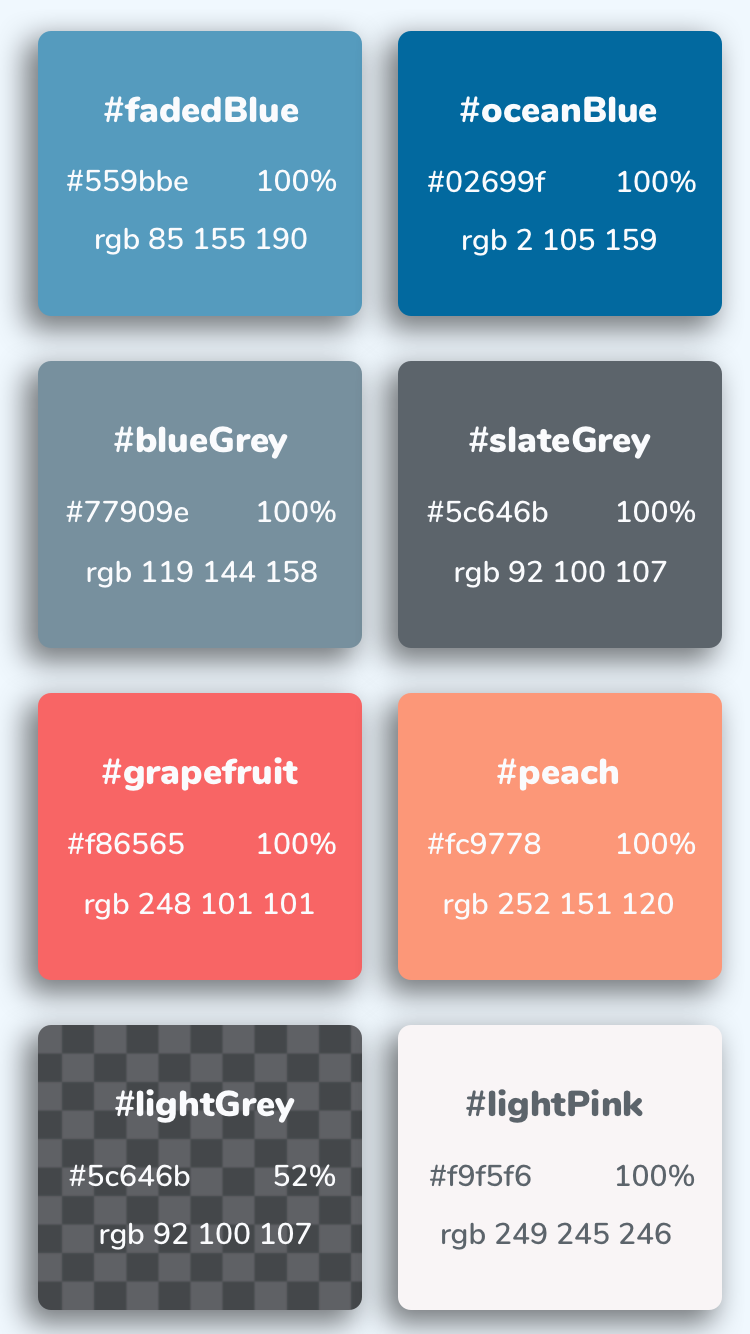 #fadedBlue
#559bbe 100%
rgb 85 155 190
#oceanBlue
#02699f 100%
rgb 2 105 159
#blueGrey
#77909e 100%
rgb 119 144 158
#slateGrey
#5c646b 100%
rgb 92 100 107
#grapefruit
#f86565 100%
rgb 248 101 101
#peach
#fc9778 100%
rgb 252 151 120
#lightGrey
#5c646b 52%
rgb 92 100 107
#lightPink
#f9f5f6 100%
rgb 249 245 246